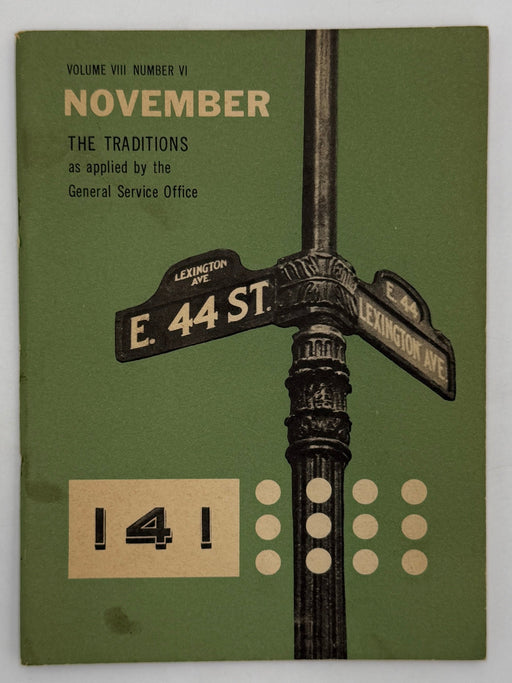 VOLUME VIII NUMBER VI
NOVEMBER
THE TRADITIONS
as applied by the
General Service Office
LEXINGTON
AVE.
E. 44 ST.
E. 44
LEXINGTON AVE.
141